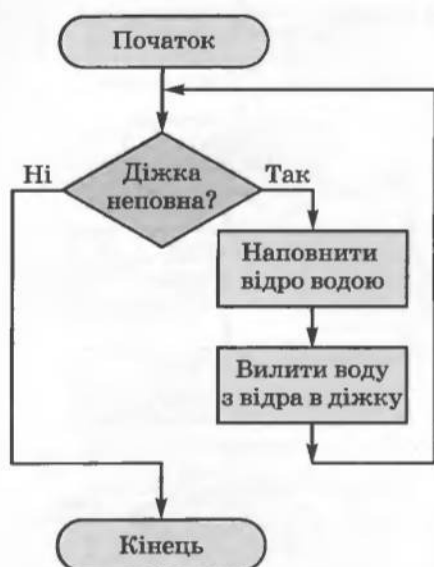 Початок
Ні
Діжка
неповна?
Так
Наповнити
відро водою
Вилити воду
з відра в діжку
Кінець